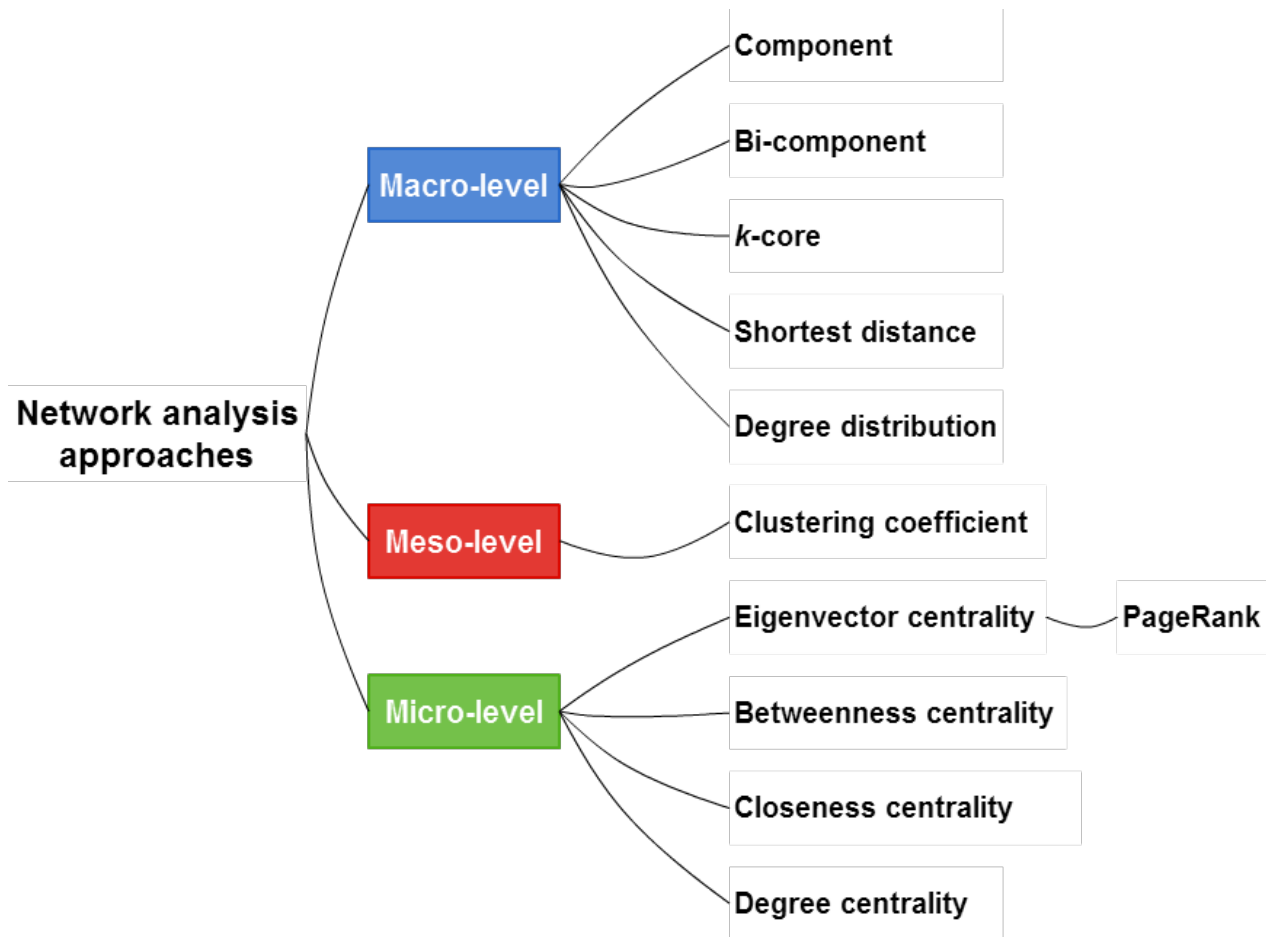 Network analysis
approaches
Macro-level
Component
Bi-component
k-core
Shortest distance
Degree distribution
Meso-level
Clustering coefficient
Micro-level
Eigenvector centrality
PageRank
Betweenness centrality
Closeness centrality
Degree centrality